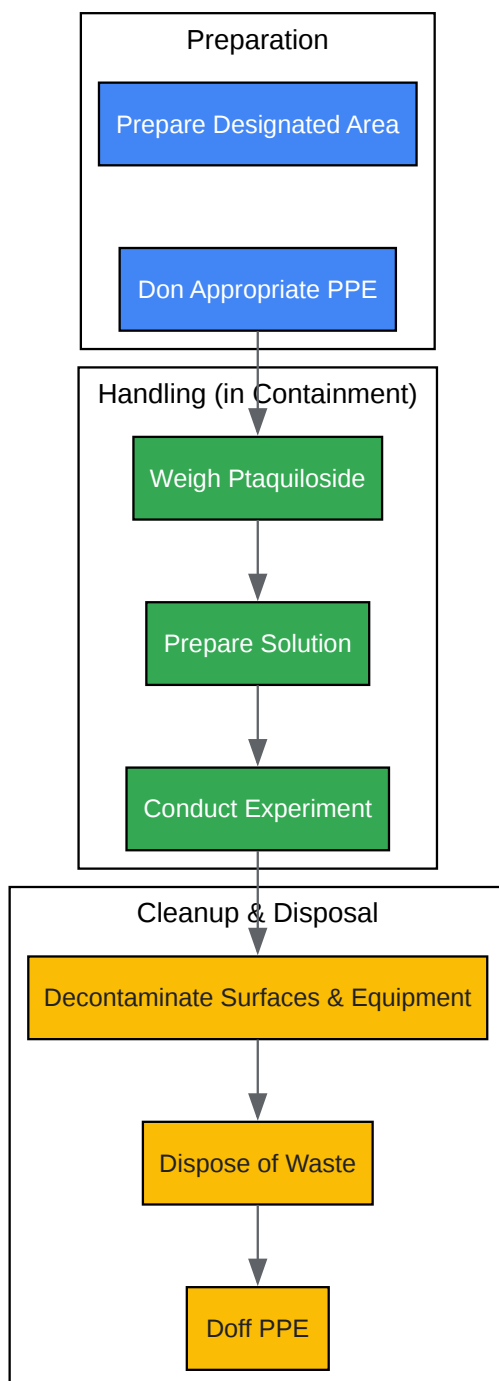 Preparation
Prepare Designated Area
Don Appropriate PPE
Handling (in Containment)
Weigh Ptaquiloside
Prepare Solution
Conduct Experiment
Cleanup & Disposal
Decontaminate Surfaces & Equipment
Dispose of Waste
Doff PPE